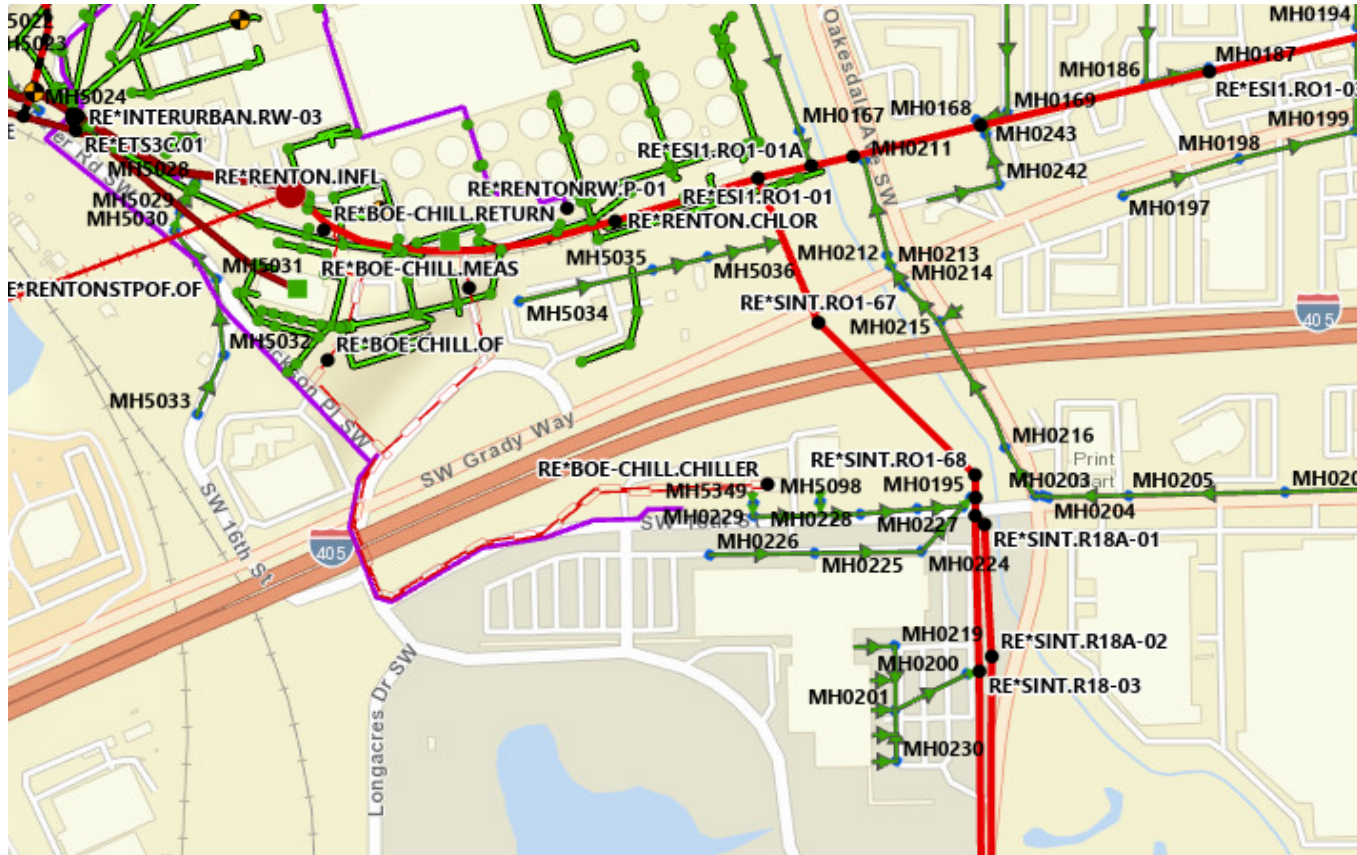 5022
MH0194
H5023
MH0187
MH0186
RE*ESI1.RO1-03
MH5024
MH0168
MH0169
RE*INTERURBAN.RW-03
Oakesdale Ave SW
MH0167
MH0243
MH0199
RE*ETS3C.01
RE*ESI1.RO1-01A
MH0211
MH0198
MH5028
RE*RENTON.INFL
MH0242
RE*RENTONRW.P-01
RE*ESI1.RO1-01
MH5029
RE*BOE-CHILL.RETURN
RE*RENTON.CHLOR
MH0197
MH5030
MH5035
MH0212
MH0213
MH5031
RE*BOE-CHILL.MEAS
MH5036
MH0214
E*RENTONSTPOF.OF
RE*SINT.RO1-67
MH5034
MH0215
405
MH5032
RE*BOE-CHILL.OF
MH5033
SW Grady Way
MH0216
Print
RE*BOE-CHILL.CHILLER
RE*SINT.RO1-68
MH5349
MH5098
MH0195
MH0203
MH0205
MH020
MH0204
SW 16th St
MH0229
MH0228
MH0227
405
RE*SINT.R18A-01
MH0226
MH0225
MH0224
MH0219
RE*SINT.R18A-02
MH0200
RE*SINT.R18-03
MH0201
Longacres Dr SW
MH0230